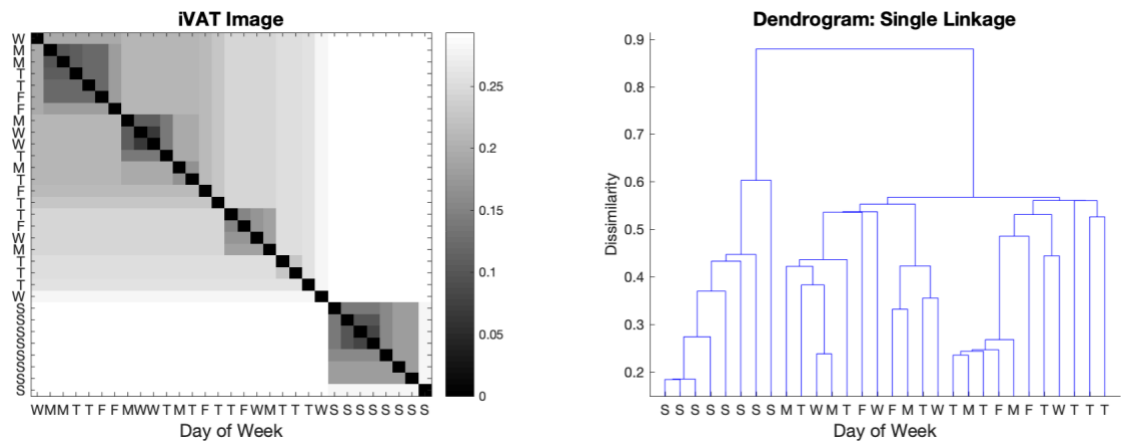 iVAT Image
W
M
M
T
T
F
F
M
W
W
T
M
T
F
T
T
F
W
M
T
T
T
W
S
S
S
S
S
S
S
S
W M M T T F F M W W T M T F T T F W M T T T W S S S S S S S S
Day of Week
0.25
0.2
0.15
0.1
0.05
0
Dendrogram: Single Linkage
Dissimilarity
0.9
0.8
0.7
0.6
0.5
0.4
0.3
0.2
S S S S S S S S M T W M T F W F M T W T M T F M F T W T T T
Day of Week